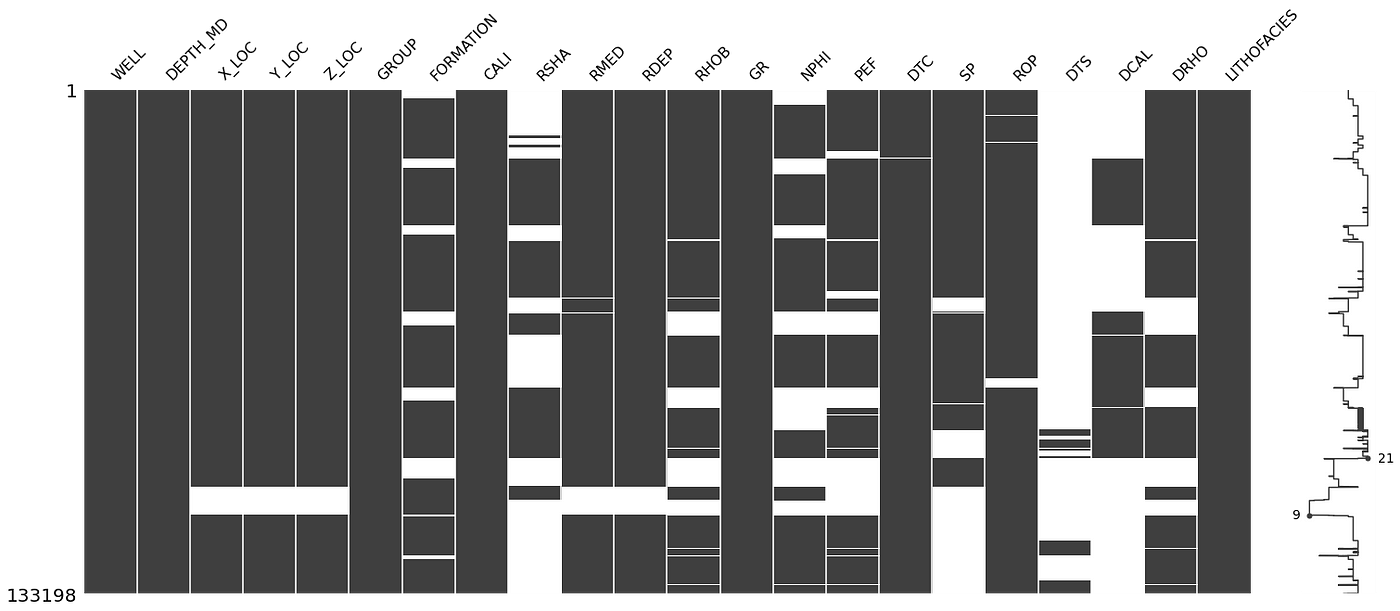 WELL
DEPTH_MD
X_LOC
Y_LOC
Z_LOC
GROUP
FORMATION
CALI
RSHA
RMED
RDEP
RHOB
GR
NPHI
PEF
DTC
SP
ROP
DTS
DCAL
DRHO
LITHOFACIES
1
21
9
133198